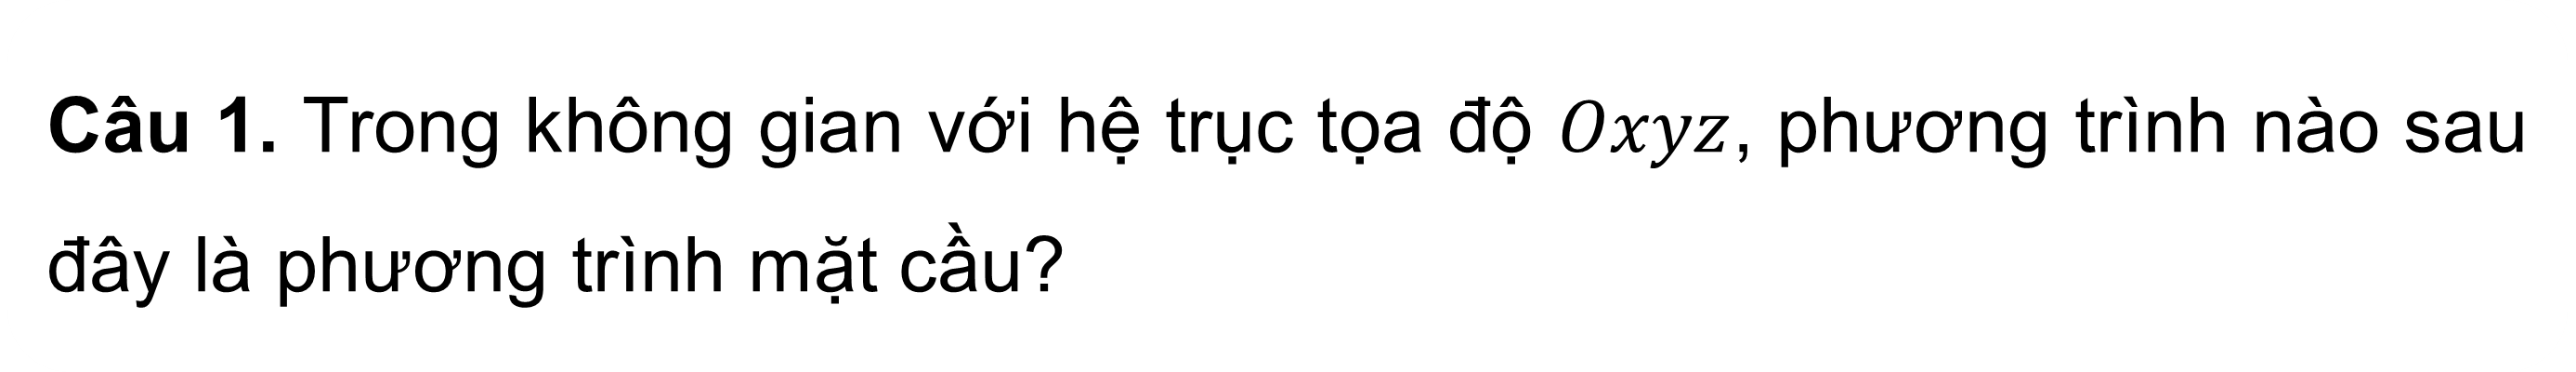 Câu 1. Trong không gian với hệ trục tọa độ Oxyz, phương trình nào sau
đây là phương trình mặt cầu?